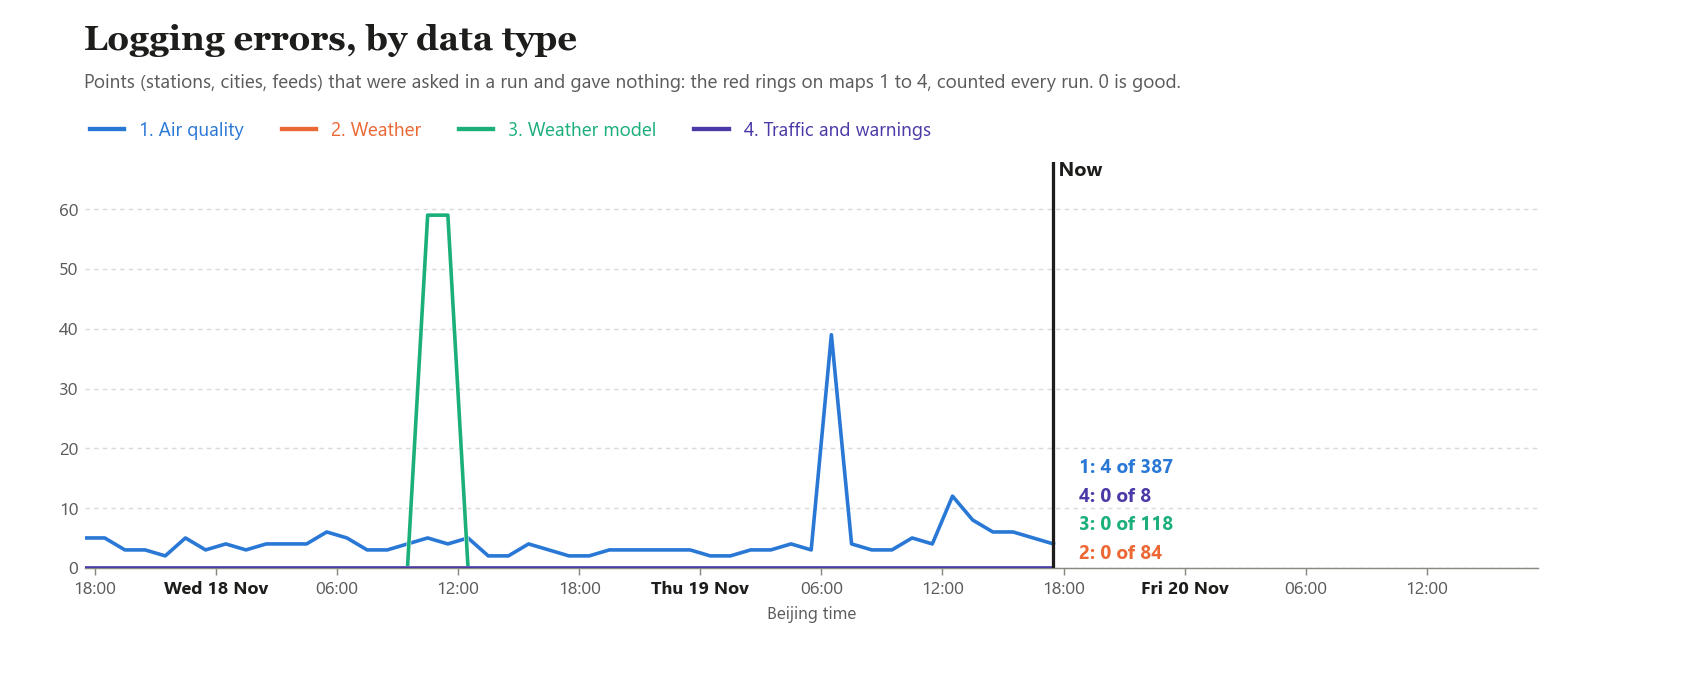 Logging errors, by data type
Points (stations, cities, feeds) that were asked in a run and gave nothing: the red rings on maps 1 to 4, counted every run. 0 is good.
1. Air quality 2. Weather 3. Weather model 4. Traffic and warnings
Now
60
50
40
30
20
10
0
1: 4 of 387
4: 0 of 8
3: 0 of 118
2: 0 of 84
18:00 Wed 18 Nov 06:00 12:00 18:00 Thu 19 Nov 06:00 12:00 18:00 Fri 20 Nov 06:00 12:00
Beijing time